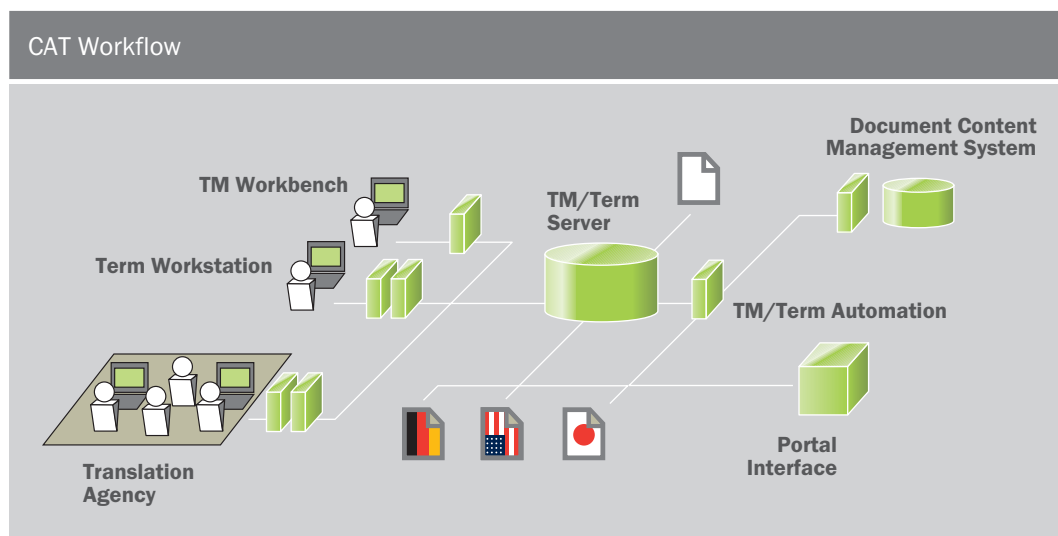 CAT Workflow
Document Content
Management System
TM Workbench
TM/Term
Server
Term Workstation
TM/Term Automation
Translation
Agency
Portal
Interface